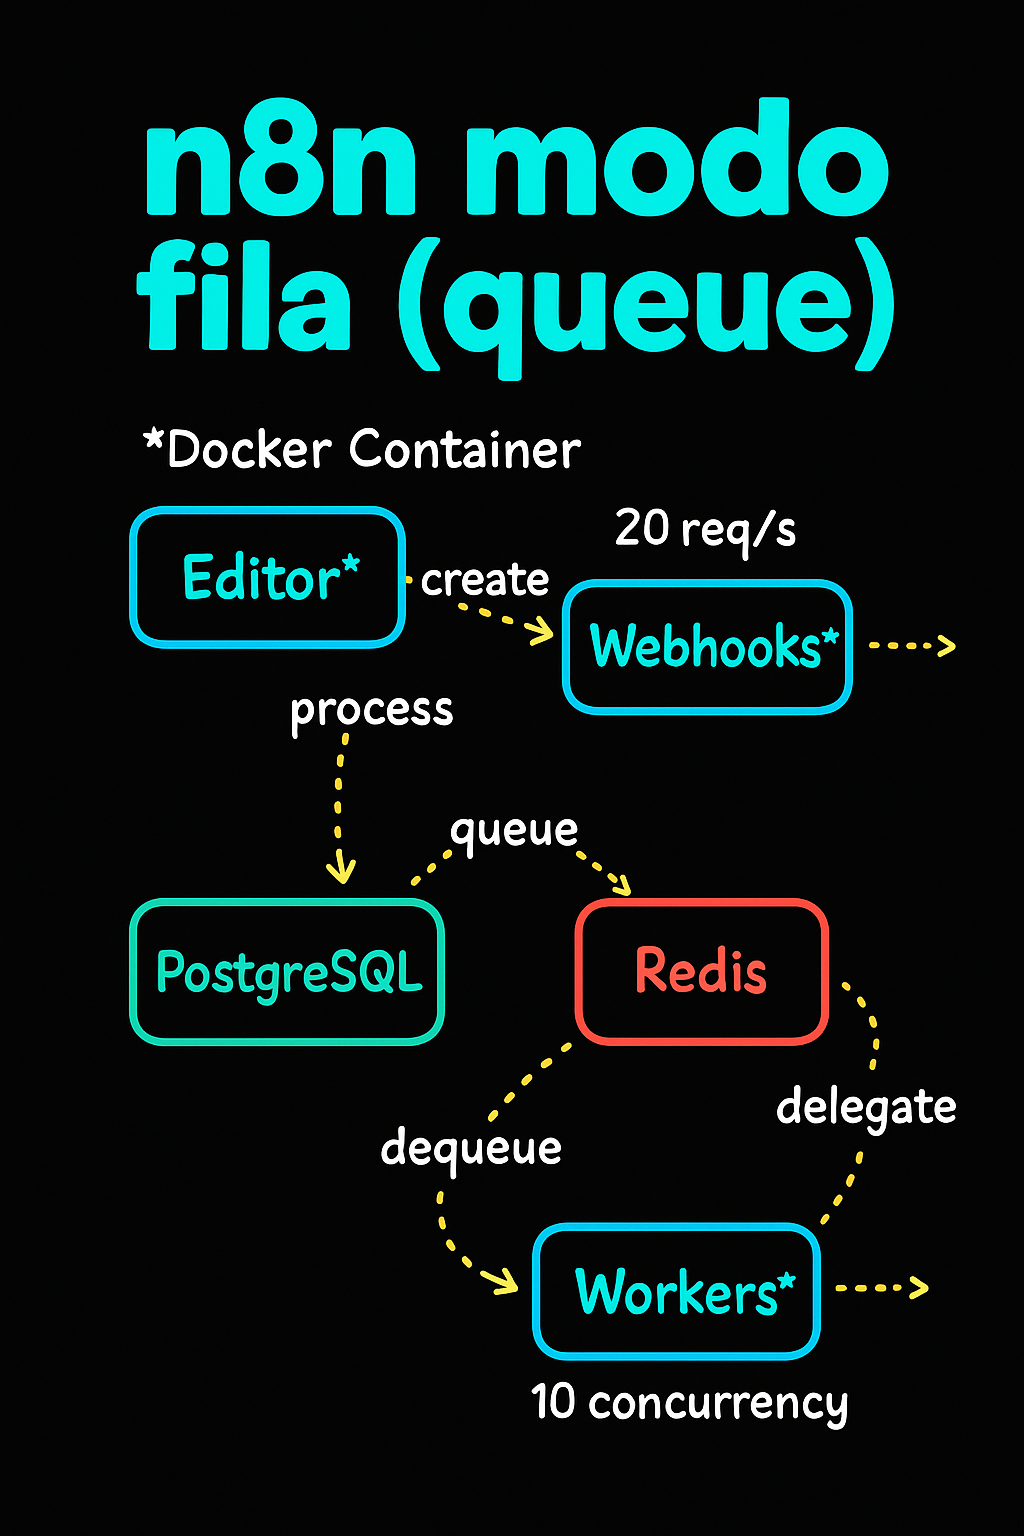 n8n modo
fila (queue)
*Docker Container
Editor*
create
20 req/s
Webhooks*
process
queue
PostgreSQL
Redis
delegate
dequeue
Workers*
10 concurrency